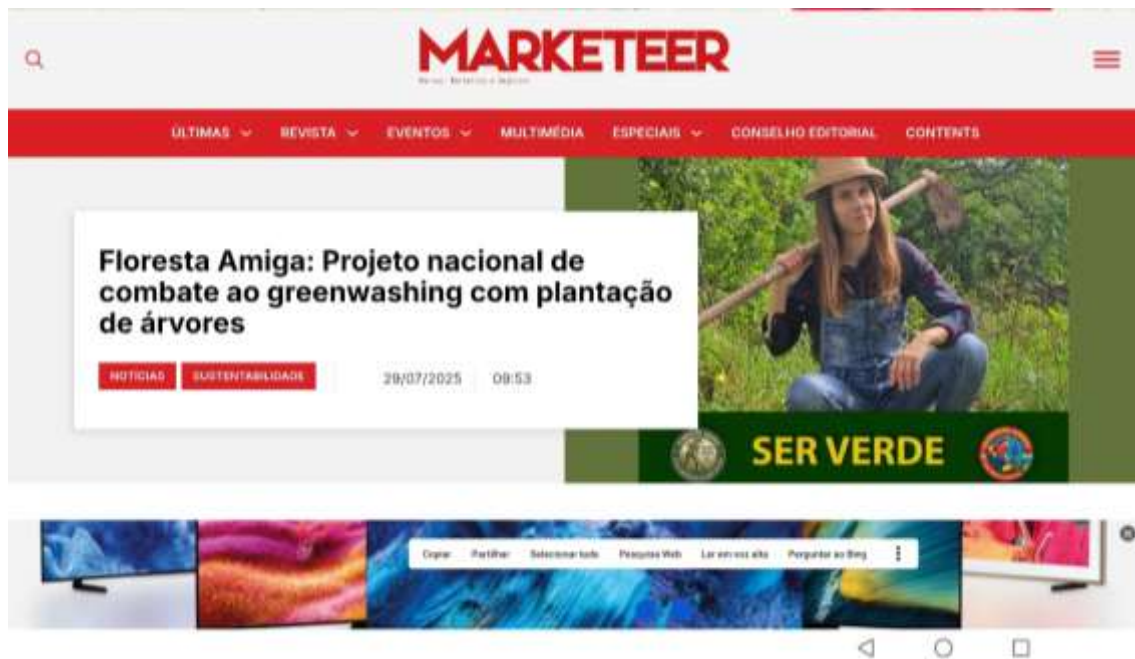 MARKETEER
ÚLTIMAS REVISTA EVENTOS MULTIMÉDIA ESPECIAIS CONSELHO EDITORIAL CONTENTS
Floresta Amiga: Projeto nacional de
combate ao greenwashing com plantação
de árvores
NOTÍCIAS SUSTENTABILIDADE 29/07/2025 09:53
SER VERDE
Copiar Partilhar Selecionar tudo Pesquisa Web Ler em voz alta Perguntar ao Bing